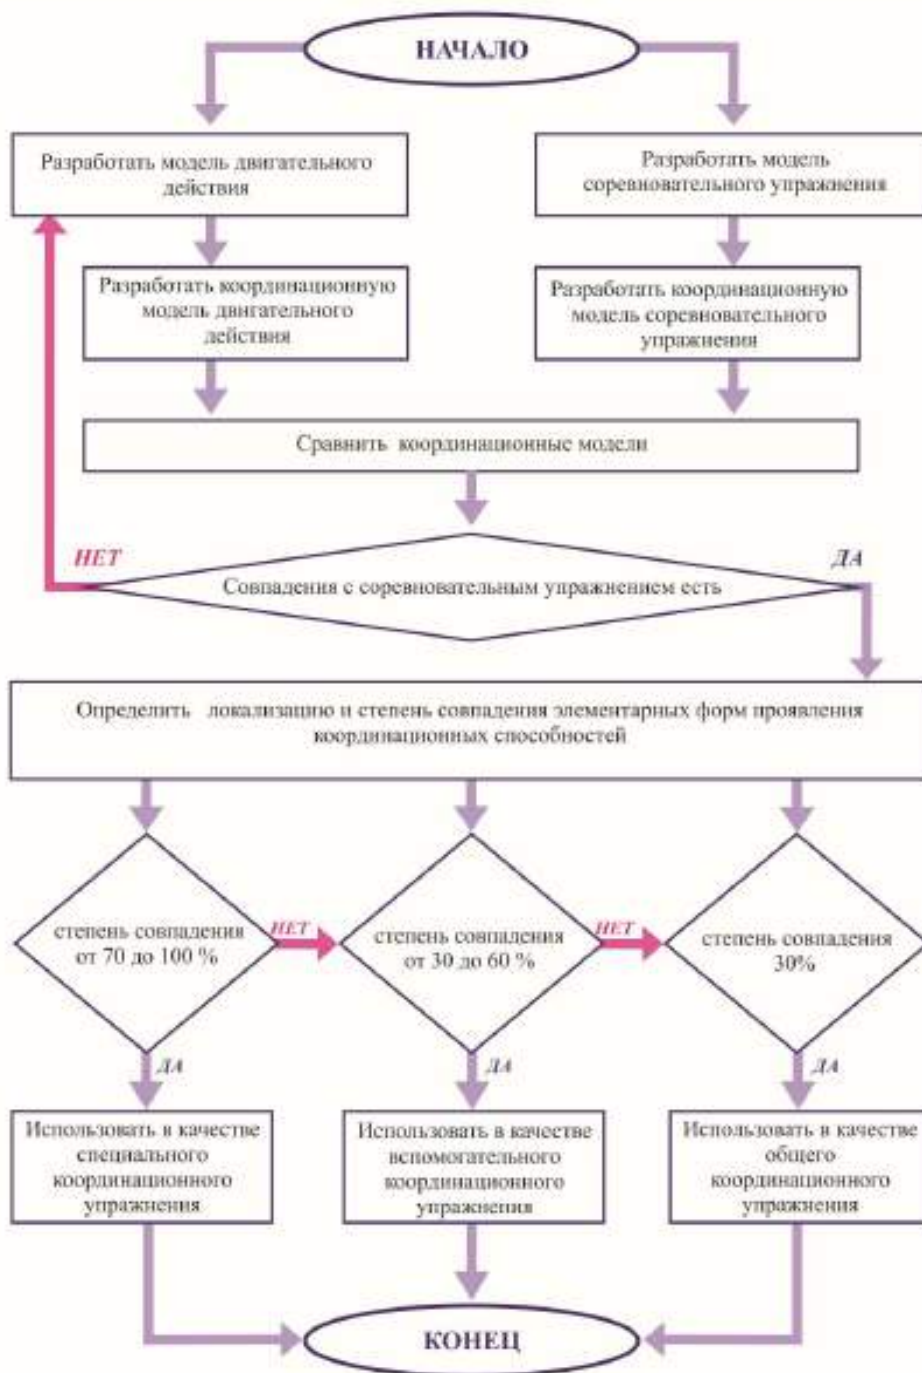 НАЧАЛО
Разработать модель двигательного
действия
Разработать модель
соревновательного упражнения
Разработать координационную
модель двигательного
действия
Разработать координационную
модель соревновательного
упражнения
Сравнить координационные модели
НЕТ
ДА
Совпадения с соревновательным упражнением есть
Определить локализацию и степень совпадения элементарных форм проявления
координационных способностей
степень совпадения
от 70 до 100 %
НЕТ
степень совпадения
от 30 до 60 %
НЕТ
степень совпадения
30%
ДА
ДА
ДА
Использовать в качестве
специального
координационного
упражнения
Использовать в качестве
вспомогательного
координационного
упражнения
Использовать в качестве
общего
координационного
упражнения
КОНЕЦ